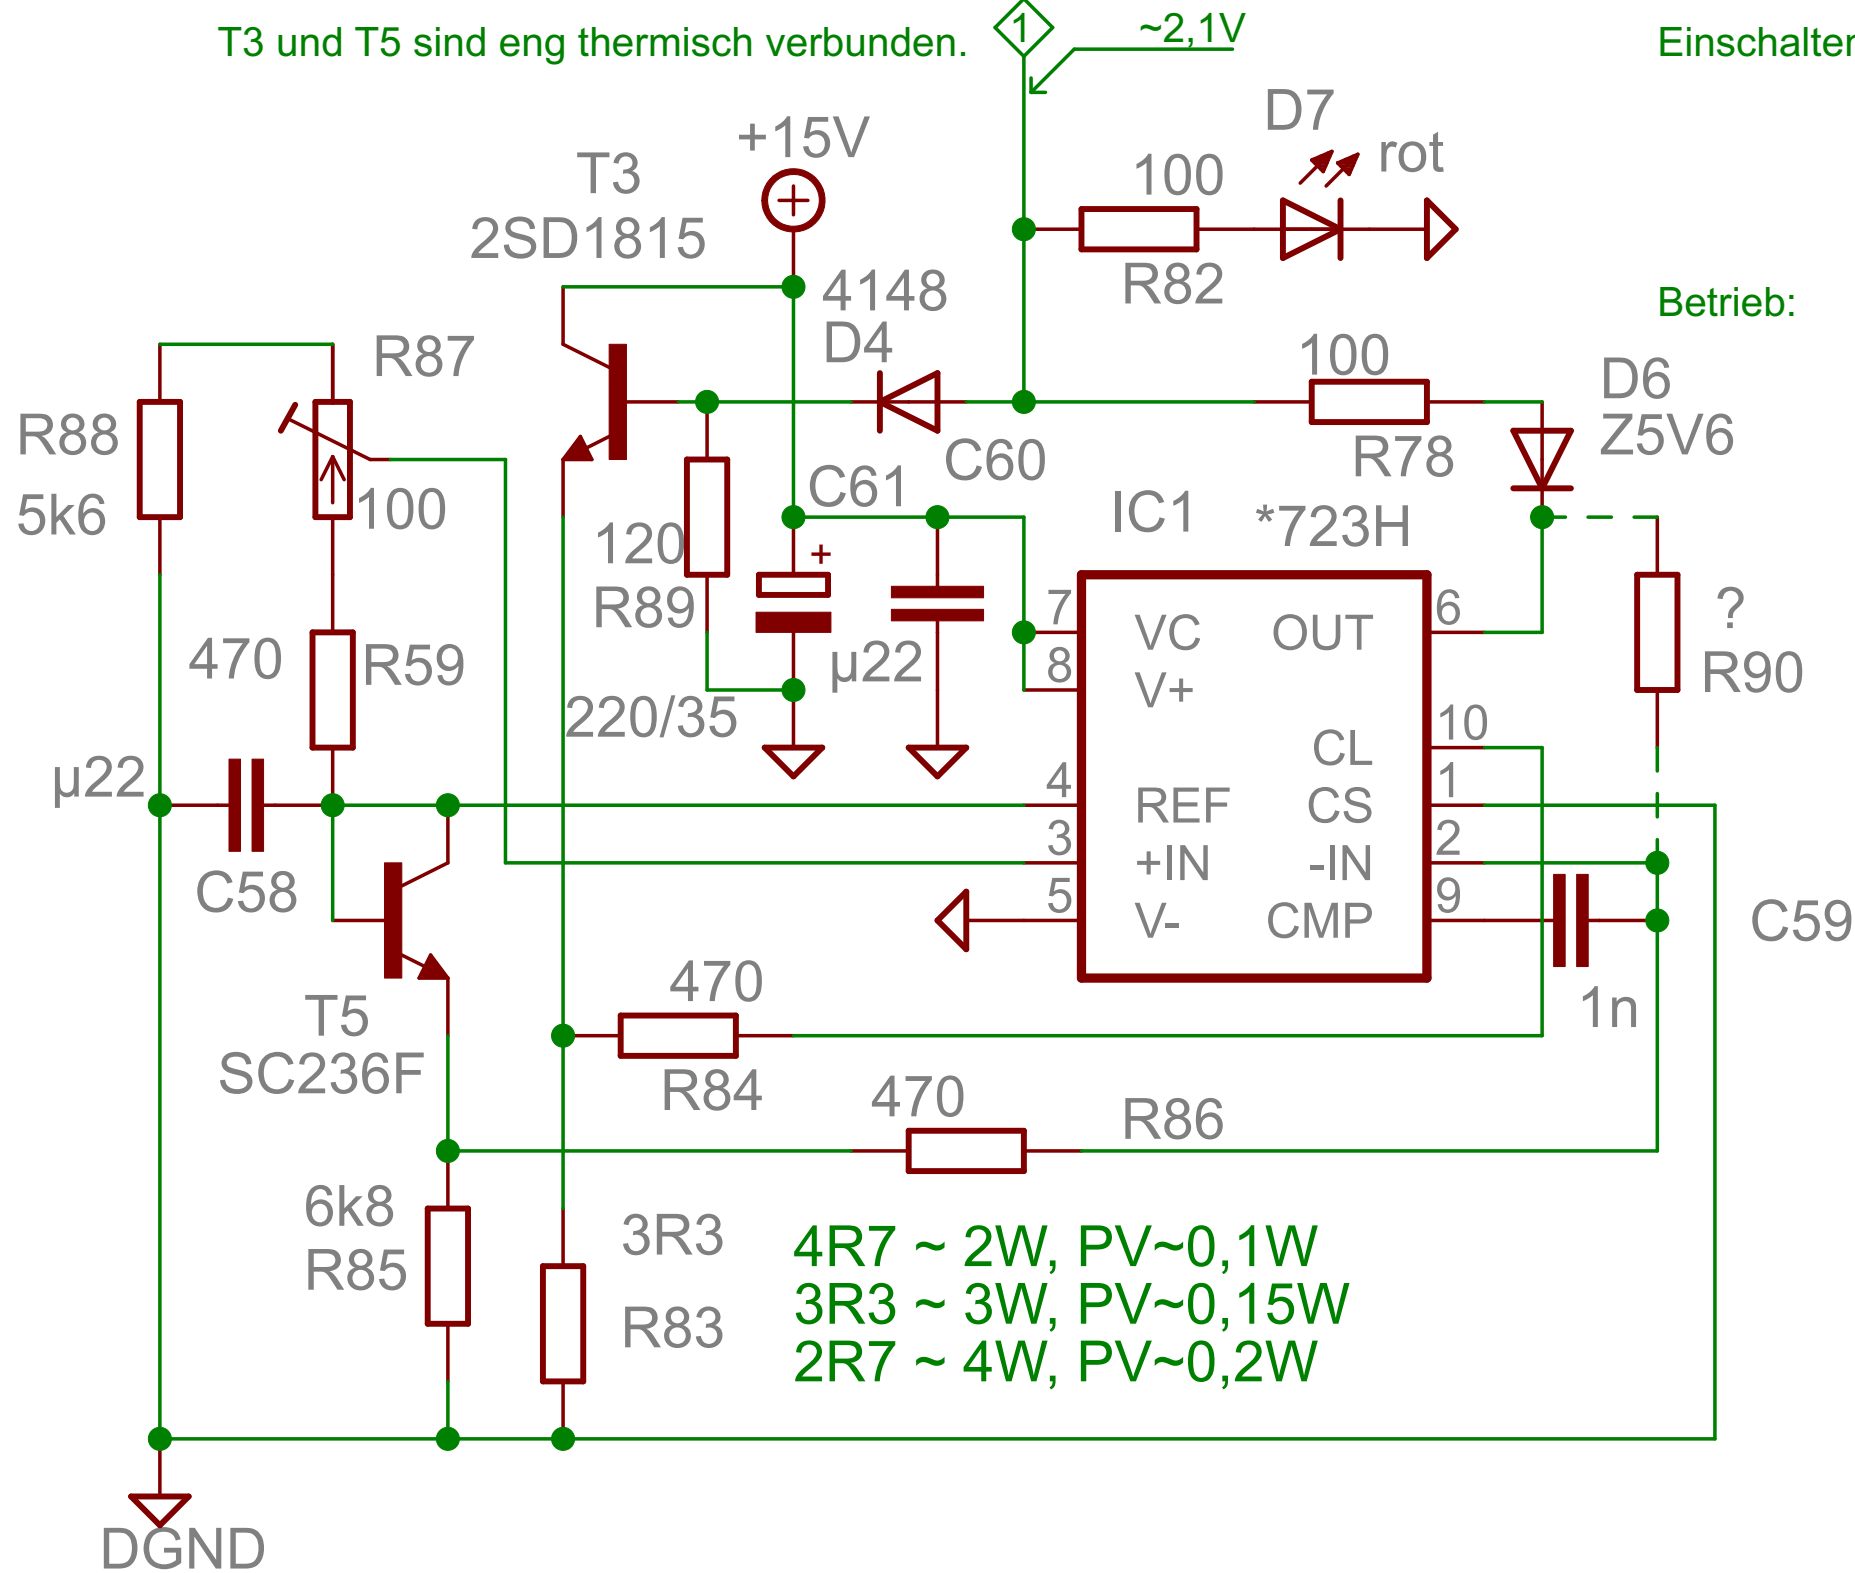 T3 und T5 sind eng thermisch verbunden.
1
~2,1V
Einschalten
D7
rot
+15V
T3
2SD1815
100
R82
4148
D4
Betrieb:
R87
100
R88
5k6
100
R78
D6
Z5V6
C60
C61
IC1
*723H
120
R89
+
µ22
220/35
470
R59
?
R90
7
VC
OUT
6
8
V+
CL
10
4
REF
CS
1
3
+IN
-IN
2
5
V-
CMP
9
µ22
C58
C59
1n
T5
SC236F
470
R84
470
R86
6k8
R85
3R3
R83
4R7 ~ 2W, PV~0,1W
3R3 ~ 3W, PV~0,15W
2R7 ~ 4W, PV~0,2W
DGND